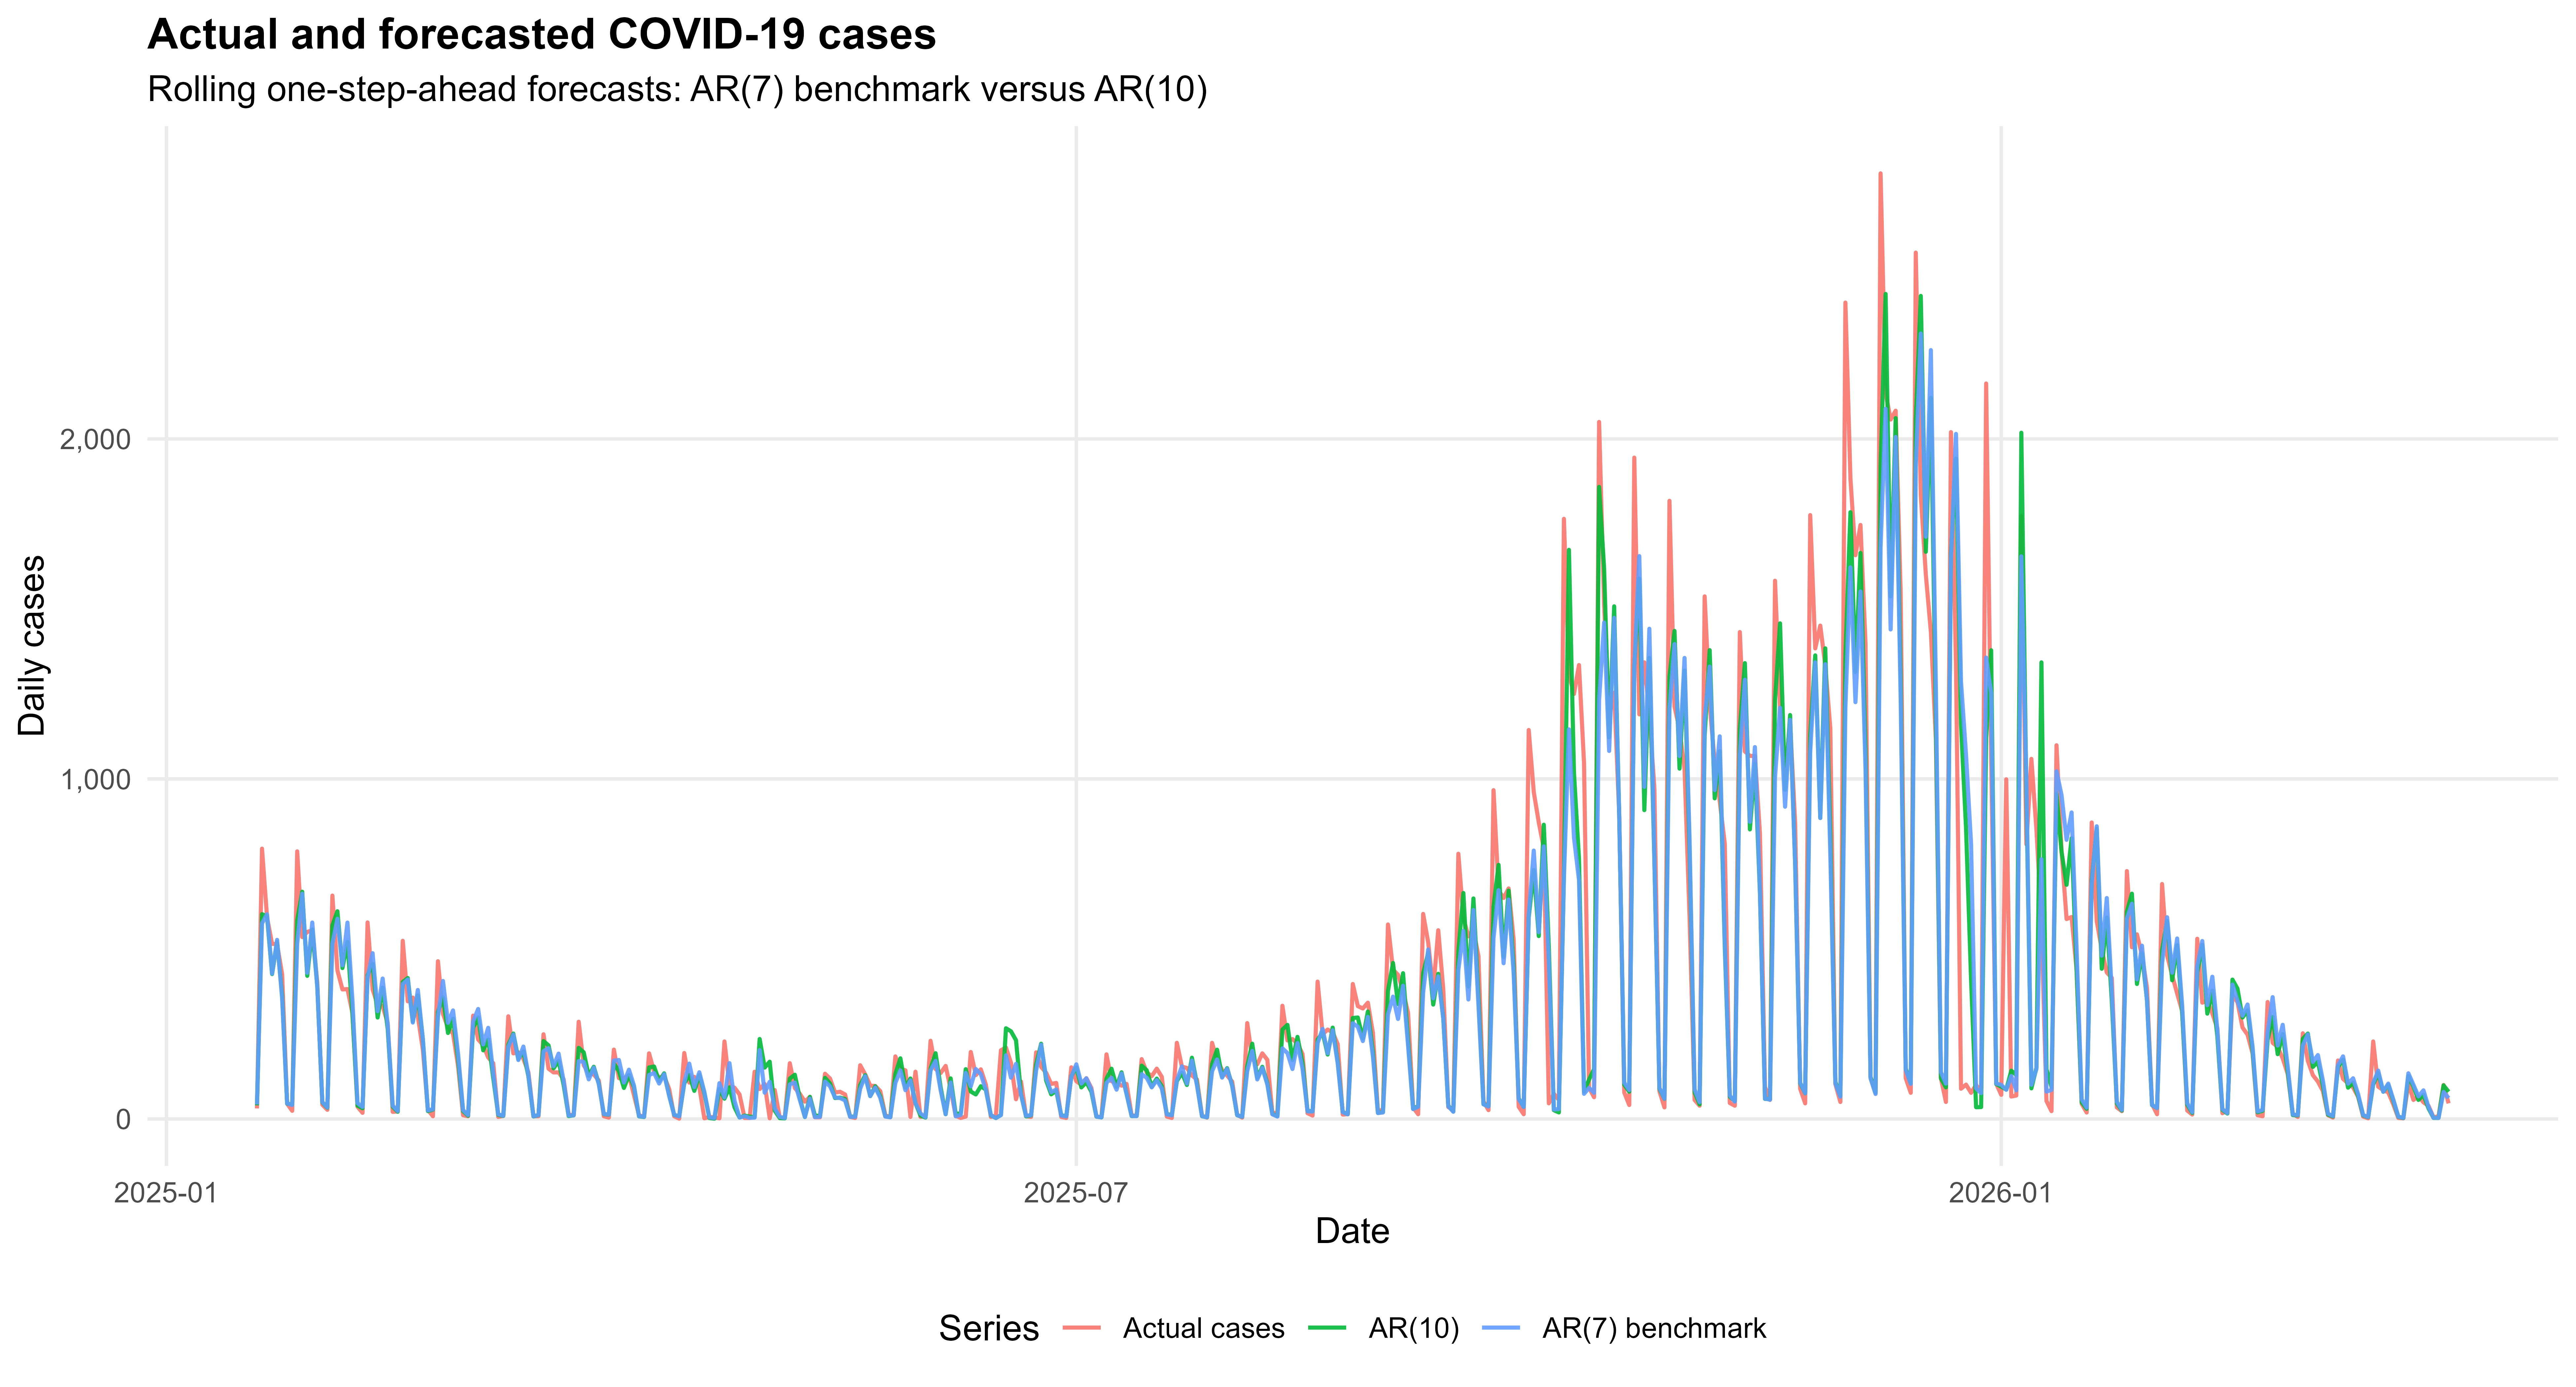 Actual and forecasted COVID-19 cases
Rolling one-step-ahead forecasts: AR(7) benchmark versus AR(10)
Daily cases
2,000
1,000
0
2025-01
2025-07
2026-01
Date
Series
Actual cases
AR(10)
AR(7) benchmark